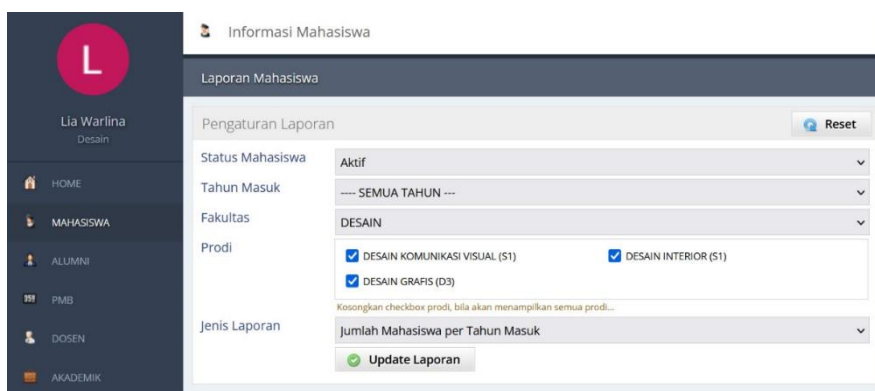 L
Lia Warlina
Desain
HOME
MAHASISWA
ALUMNI
PMB
DOSEN
AKADEMIK
Informasi Mahasiswa
Laporan Mahasiswa
Pengaturan Laporan
Reset
Status Mahasiswa Aktif
Tahun Masuk ---- SEMUA TAHUN ---
Fakultas DESAIN
Prodi DESAIN KOMUNIKASI VISUAL (S1) DESAIN INTERIOR (S1)
DESAIN GRAFIS (D3)
Kosongkan checkbox prodi, bila akan menampilkan semua prodi...
Jenis Laporan Jumlah Mahasiswa per Tahun Masuk
Update Laporan